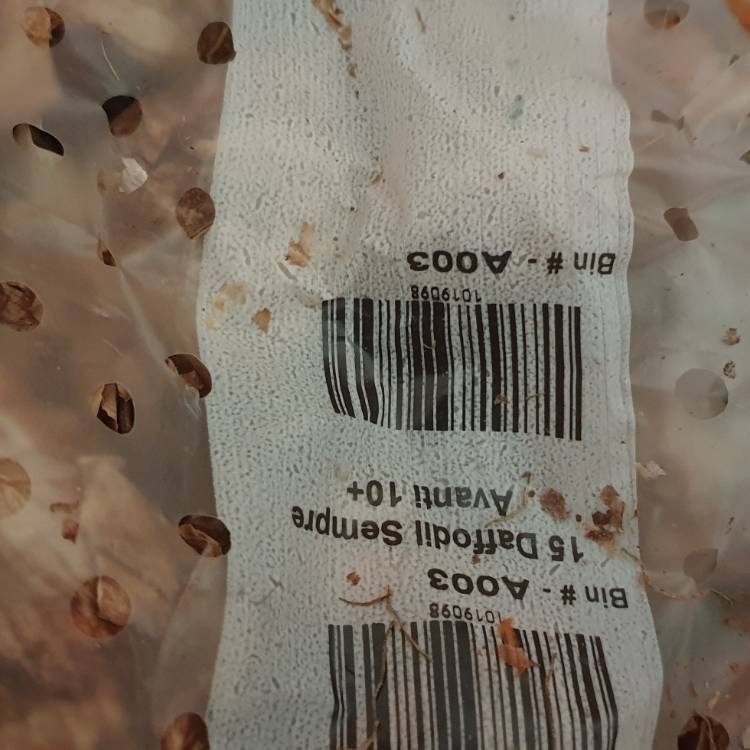 1019098
Bin # - A003
15 Daffodil Sempre
Avanti 10+
1019098
Bin # - A003